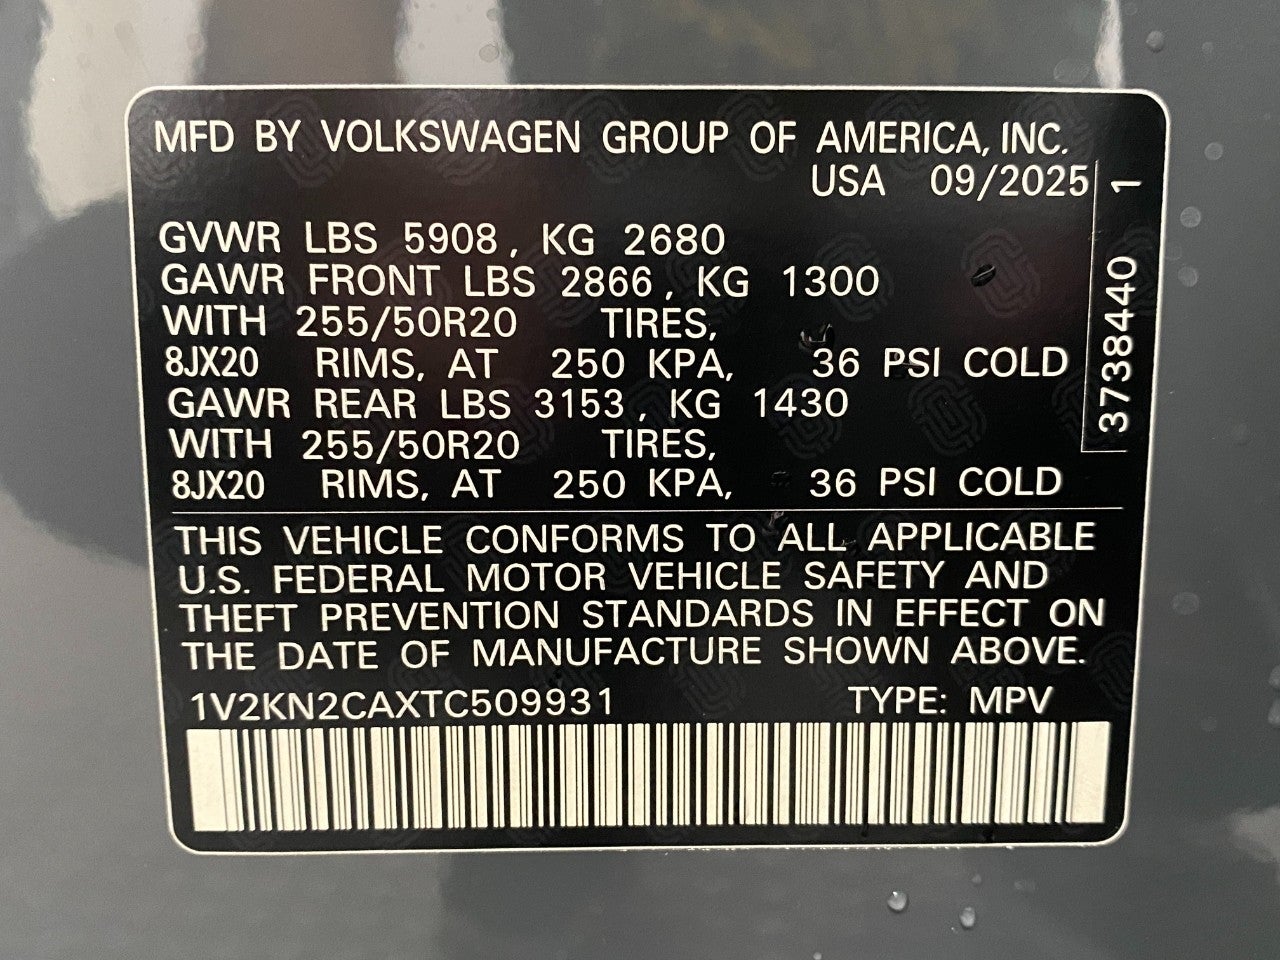 MFD BY VOLKSWAGEN GROUP OF AMERICA, INC.
USA 09/2025
GVWR LBS 5908, KG 2680
GAWR FRONT LBS 2866, KG 1300
WITH 255/50R20 TIRES,
8JX20 RIMS, AT 250 KPA, 36 PSI COLD
GAWR REAR LBS 3153, KG 1430
WITH 255/50R20 TIRES,
8JX20 RIMS, AT 250 KPA, 36 PSI COLD
THIS VEHICLE CONFORMS TO ALL APPLICABLE
U.S. FEDERAL MOTOR VEHICLE SAFETY AND
THEFT PREVENTION STANDARDS IN EFFECT ON
THE DATE OF MANUFACTURE SHOWN ABOVE.
1V2KN2CAXTC509931 TYPE: MPV
3738440 1